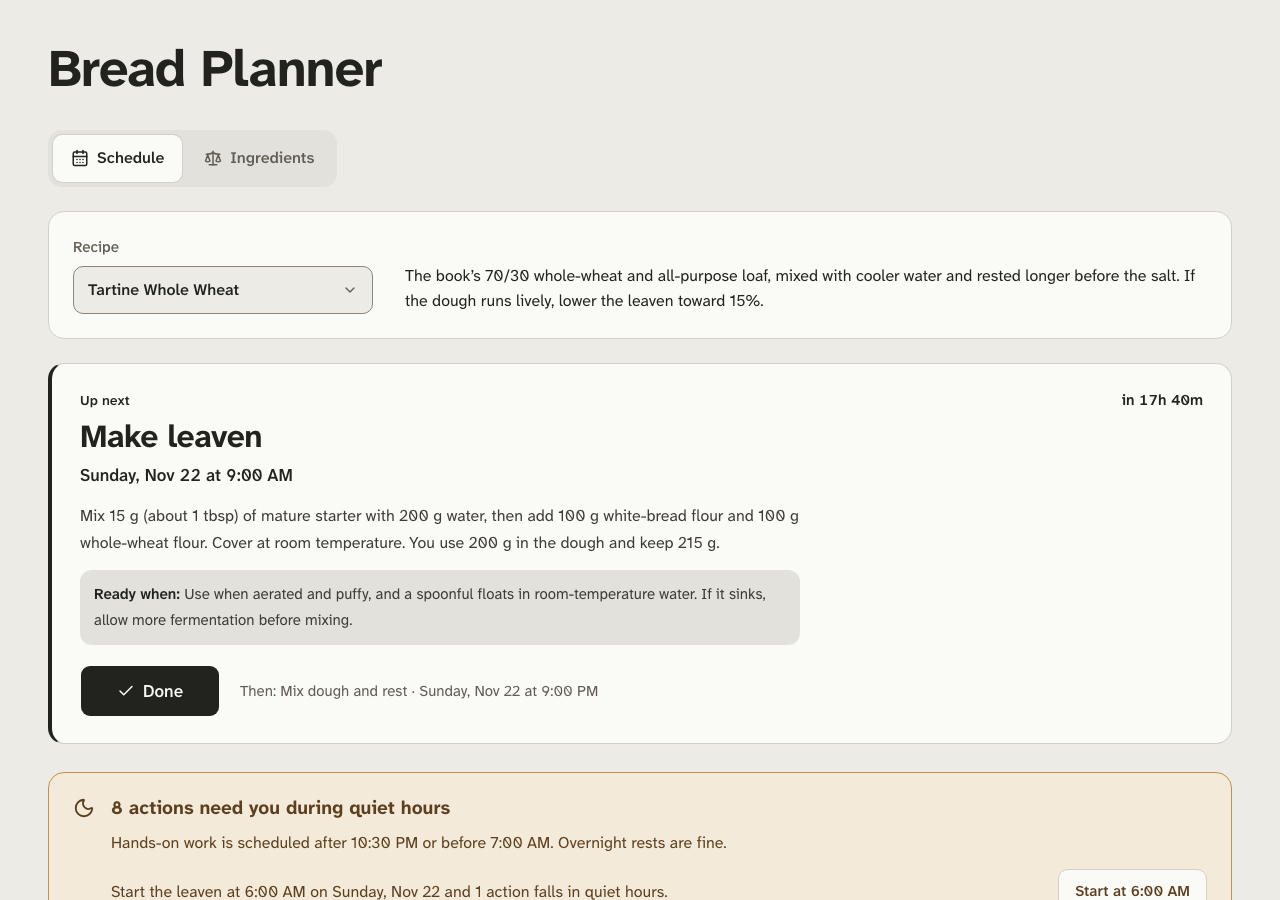 Bread Planner
Schedule
Ingredients
Recipe
Tartine Whole Wheat
The book’s 70/30 whole-wheat and all-purpose loaf, mixed with cooler water and rested longer before the salt. If
the dough runs lively, lower the leaven toward 15%.
Up next
in 17h 40m
Make leaven
Sunday, Nov 22 at 9:00 AM
Mix 15 g (about 1 tbsp) of mature starter with 200 g water, then add 100 g white-bread flour and 100 g
whole-wheat flour. Cover at room temperature. You use 200 g in the dough and keep 215 g.
Ready when: Use when aerated and puffy, and a spoonful floats in room-temperature water. If it sinks,
allow more fermentation before mixing.
Done
Then: Mix dough and rest · Sunday, Nov 22 at 9:00 PM
8 actions need you during quiet hours
Hands-on work is scheduled after 10:30 PM or before 7:00 AM. Overnight rests are fine.
Start the leaven at 6:00 AM on Sunday, Nov 22 and 1 action falls in quiet hours.
Start at 6:00 AM